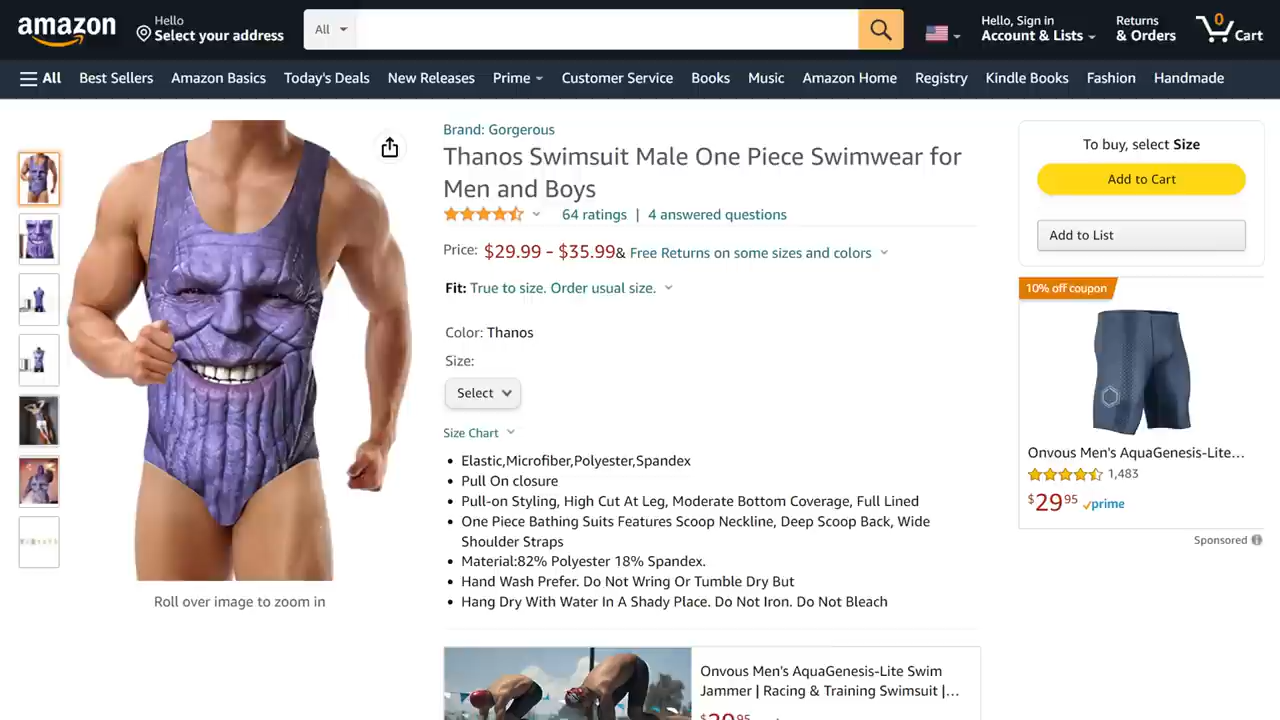 amazon
Hello
Select your address
All
Hello, Sign in
Account & Lists
Returns
& Orders
0
Cart
All
Best Sellers
Amazon Basics
Today's Deals
New Releases
Prime
Customer Service
Books
Music
Amazon Home
Registry
Kindle Books
Fashion
Handmade
Roll over image to zoom in
Brand: Gorgerous
Thanos Swimsuit Male One Piece Swimwear for
Men and Boys
64 ratings | 4 answered questions
Price: $29.99 - $35.99& Free Returns on some sizes and colors
Fit: True to size. Order usual size.
Color: Thanos
Size:
Select
Size Chart
• Elastic,Microfiber,Polyester,Spandex
• Pull On closure
• Pull-on Styling, High Cut At Leg, Moderate Bottom Coverage, Full Lined
• One Piece Bathing Suits Features Scoop Neckline, Deep Scoop Back, Wide
Shoulder Straps
• Material:82% Polyester 18% Spandex.
• Hand Wash Prefer. Do Not Wring Or Tumble Dry But
• Hang Dry With Water In A Shady Place. Do Not Iron. Do Not Bleach
Onvous Men's AquaGenesis-Lite Swim
Jammer | Racing & Training Swimsuit |...
To buy, select Size
Add to Cart
Add to List
10% off coupon
Onvous Men's AquaGenesis-Lite...
1,483
$29 95 prime
Sponsored